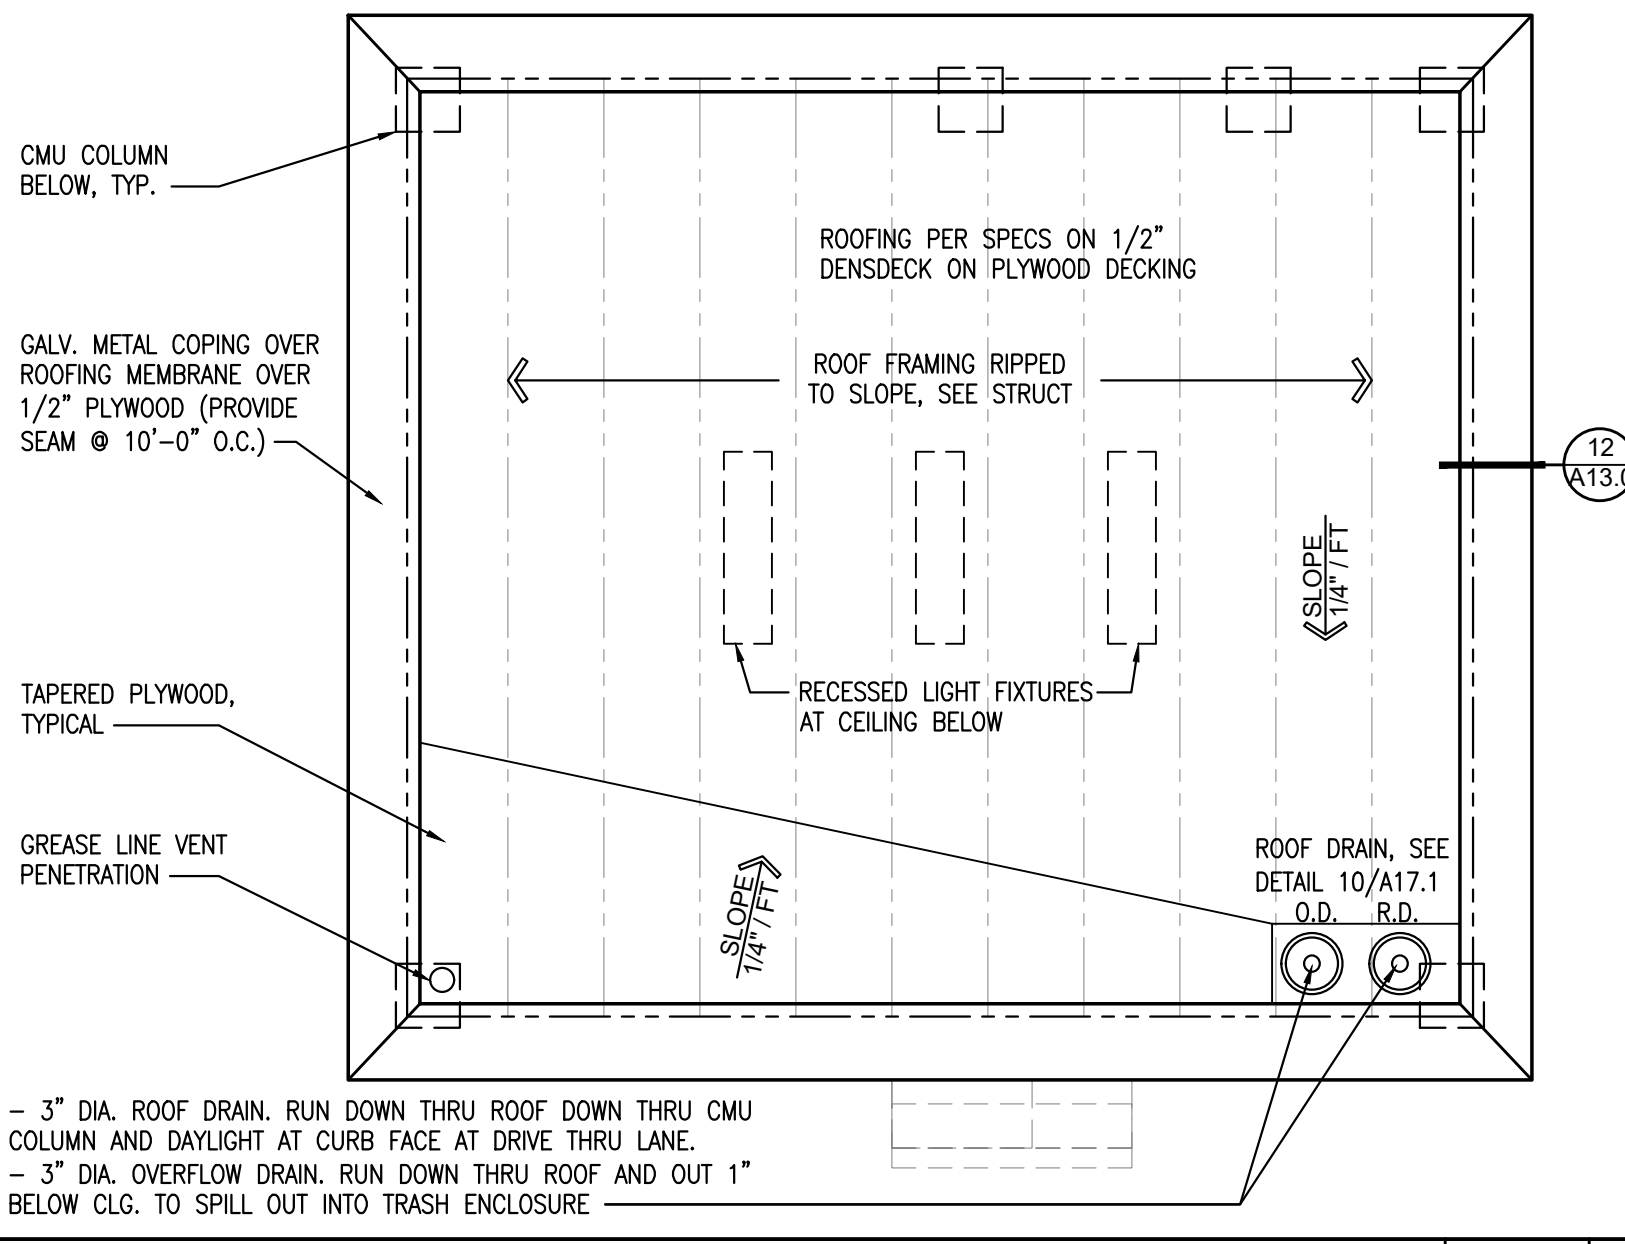 CMU COLUMN
BELOW, TYP.
ROOFING PER SPECS ON 1/2"
DENSDECK ON PLYWOOD DECKING
GALV. METAL COPING OVER
ROOFING MEMBRANE OVER
1/2" PLYWOOD (PROVIDE
SEAM @ 10'-0" O.C.)
ROOF FRAMING RIPPED
TO SLOPE, SEE STRUCT
12
SLOPE
1/4" / FT
TAPERED PLYWOOD,
TYPICAL
RECESSED LIGHT FIXTURES
AT CEILING BELOW
GREASE LINE VENT
PENETRATION
SLOPE
1/4" / FT
ROOF DRAIN, SEE
DETAIL 10/A17.1
O.D. R.D.
- 3" DIA. ROOF DRAIN. RUN DOWN THRU ROOF DOWN THRU CMU
COLUMN AND DAYLIGHT AT CURB FACE AT DRIVE THRU LANE.
- 3" DIA. OVERFLOW DRAIN. RUN DOWN THRU ROOF AND OUT 1"
BELOW CLG. TO SPILL OUT INTO TRASH ENCLOSURE